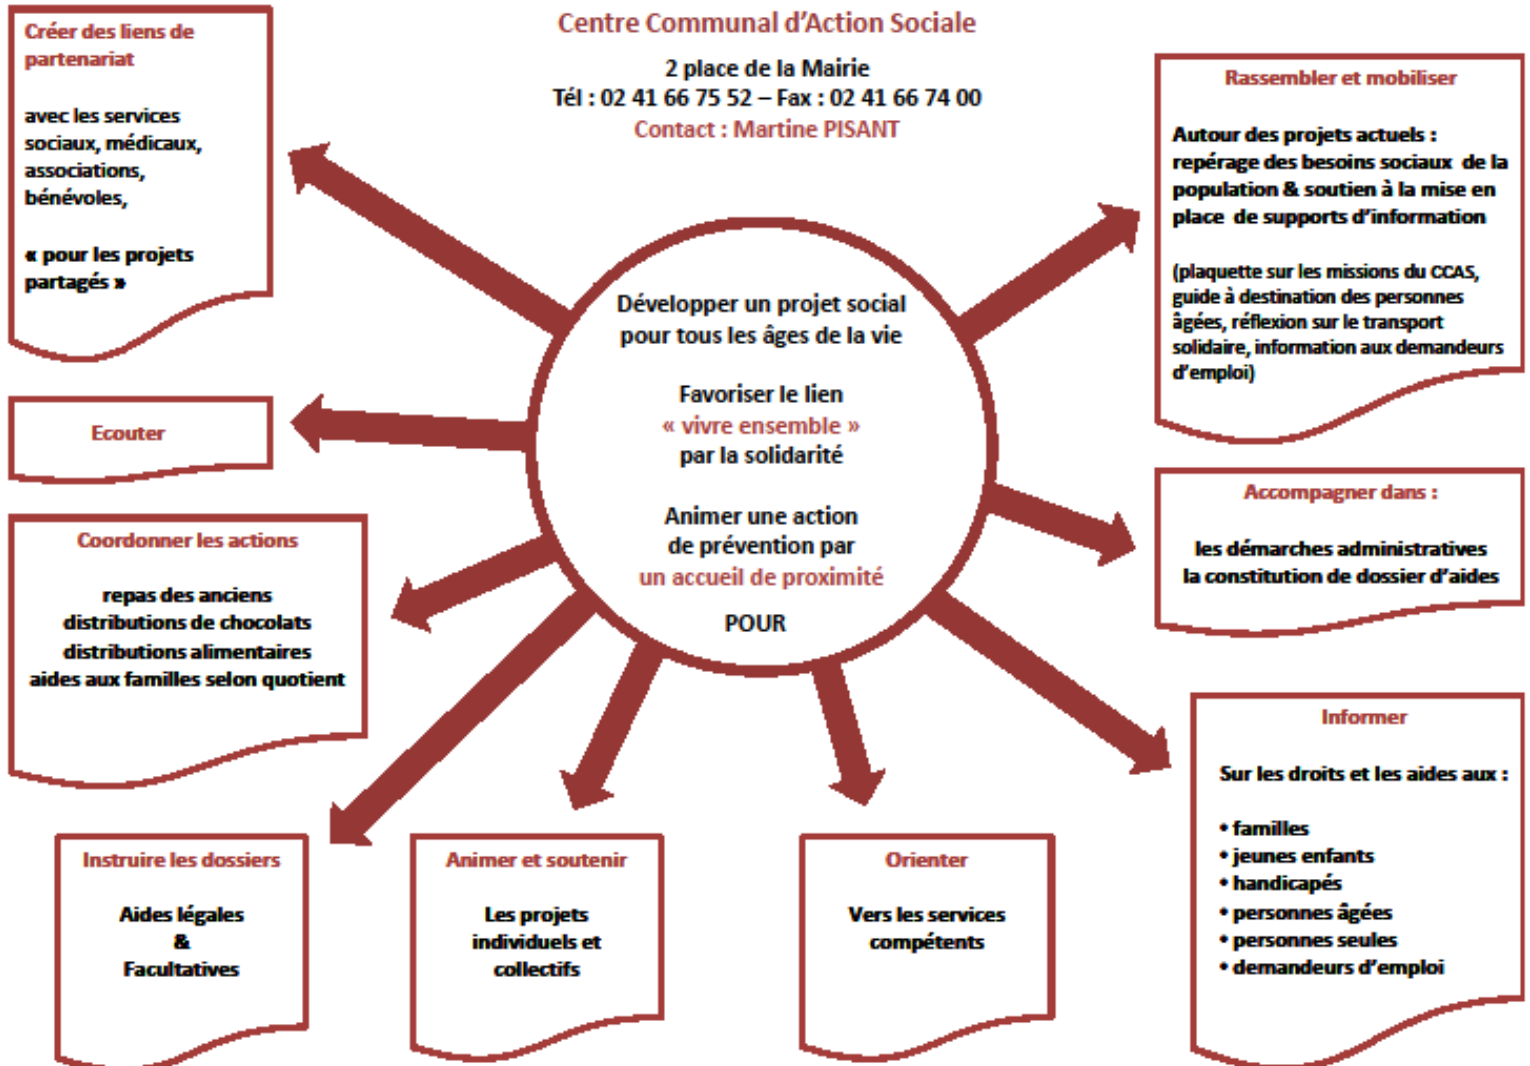 Centre Communal d'Action Sociale
2 place de la Mairie
Tél : 02 41 66 75 52 – Fax : 02 41 66 74 00
Contact : Martine PISANT
Créer des liens de
partenariat
avec les services
sociaux, médicaux,
associations,
bénévoles,
« pour les projets
partagés »
Ecouter
Coordonner les actions
repas des anciens
distributions de chocolats
distributions alimentaires
aides aux familles selon quotient
Instruire les dossiers
Aides légales
&
Facultatives
Animer et soutenir
Les projets
individuels et
collectifs
Orienter
Vers les services
compétents
Développer un projet social
pour tous les âges de la vie
Favoriser le lien
« vivre ensemble »
par la solidarité
Animer une action
de prévention par
un accueil de proximité
POUR
Rassembler et mobiliser
Autour des projets actuels :
repérage des besoins sociaux de la
population & soutien à la mise en
place de supports d'information
(plaquette sur les missions du CCAS,
guide à destination des personnes
âgées, réflexion sur le transport
solidaire, information aux demandeurs
d'emploi)
Accompagner dans :
les démarches administratives
la constitution de dossier d'aides
Informer
Sur les droits et les aides aux :
• familles
• jeunes enfants
• handicapés
• personnes âgées
• personnes seules
• demandeurs d'emploi